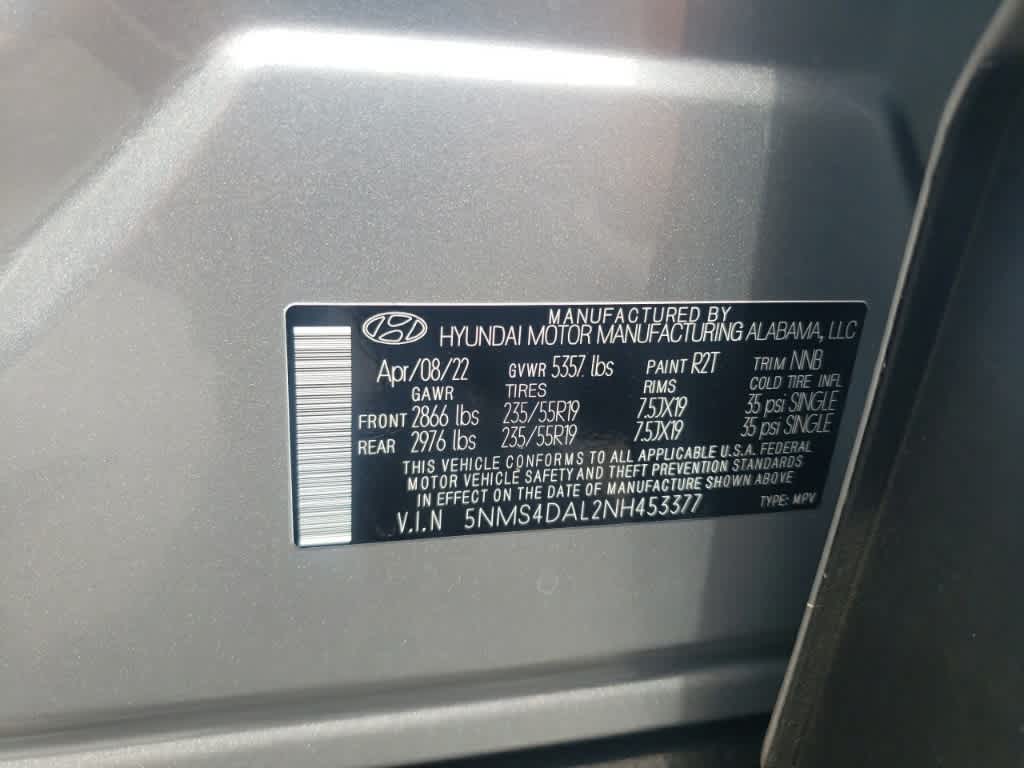 MANUFACTURED BY
HYUNDAI MOTOR MANUFACTURING ALABAMA, LLC
Apr/08/22 GVWR 5357 lbs PAINT R2T TRIM NNB
GAWR TIRES RIMS COLD TIRE INFL
FRONT 2866 lbs 235/55R19 7.5JX19 35 psi SINGLE
REAR 2976 lbs 235/55R19 7.5JX19 35 psi SINGLE
THIS VEHICLE CONFORMS TO ALL APPLICABLE U.S.A. FEDERAL
MOTOR VEHICLE SAFETY AND THEFT PREVENTION STANDARDS
IN EFFECT ON THE DATE OF MANUFACTURE SHOWN ABOVE
V.I.N 5NMS4DAL2NH453377 TYPE: MPV